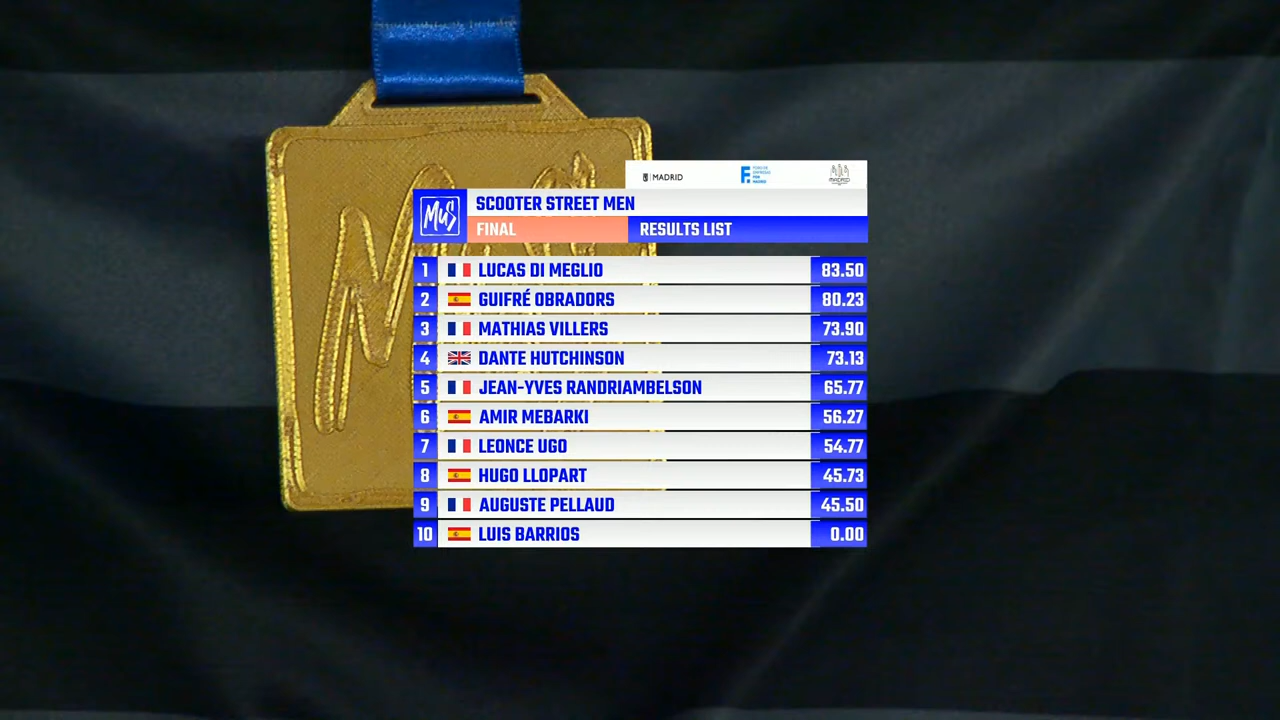 MADRID
MADRID
MUS
SCOOTER STREET MEN
FINAL
RESULTS LIST
1 LUCAS DI MEGLIO 83.50
2 GUIFRÉ OBRADORS 80.23
3 MATHIAS VILLERS 73.90
4 DANTE HUTCHINSON 73.13
5 JEAN-YVES RANDRIAMBELSON 65.77
6 AMIR MEBARKI 56.27
7 LEONCE UGO 54.77
8 HUGO LLOPART 45.73
9 AUGUSTE PELLAUD 45.50
10 LUIS BARRIOS 0.00